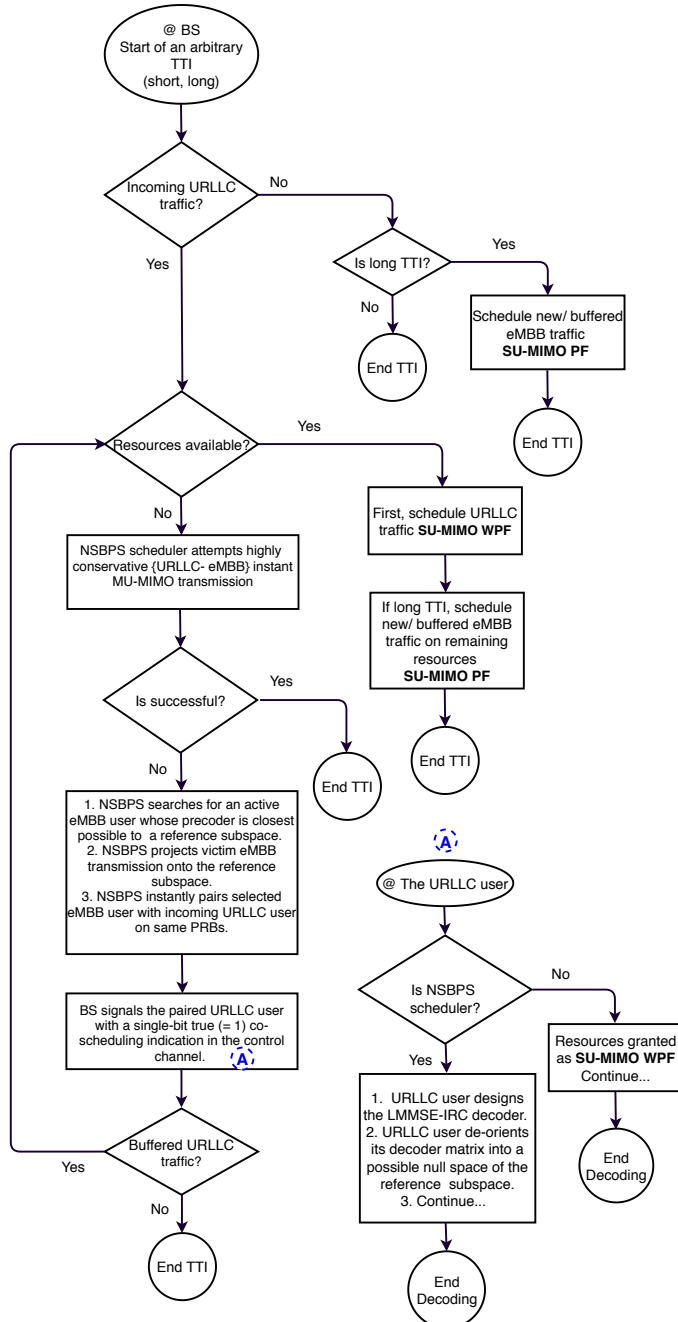 @ BS
Start of an arbitrary
TTI
(short, long)
Incoming URLLC
traffic?
No
Yes
Is long TTI?
Yes
No
Schedule new/ buffered
eMBB traffic
SU-MIMO PF
End TTI
End TTI
Resources available?
Yes
No
First, schedule URLLC
traffic SU-MIMO WPF
NSBPS scheduler attempts highly
conservative {URLLC- eMBB} instant
MU-MIMO transmission
If long TTI, schedule
new/ buffered eMBB
traffic on remaining
resources
SU-MIMO PF
Is successful?
Yes
No
End TTI
End TTI
1. NSBPS searches for an active
eMBB user whose precoder is closest
possible to a reference subspace.
2. NSBPS projects victim eMBB
transmission onto the reference
subspace.
3. NSBPS instantly pairs selected
eMBB user with incoming URLLC user
on same PRBs.
BS signals the paired URLLC user
with a single-bit true (= 1) co-
scheduling indication in the control
channel.
A
Buffered URLLC
traffic?
Yes
No
End TTI
A
@ The URLLC user
Is NSBPS
scheduler?
No
Yes
Resources granted
as SU-MIMO WPF
Continue...
1. URLLC user designs
the LMMSE-IRC decoder.
2. URLLC user de-orients
its decoder matrix into a
possible null space of the
reference subspace.
3. Continue...
End
Decoding
End
Decoding